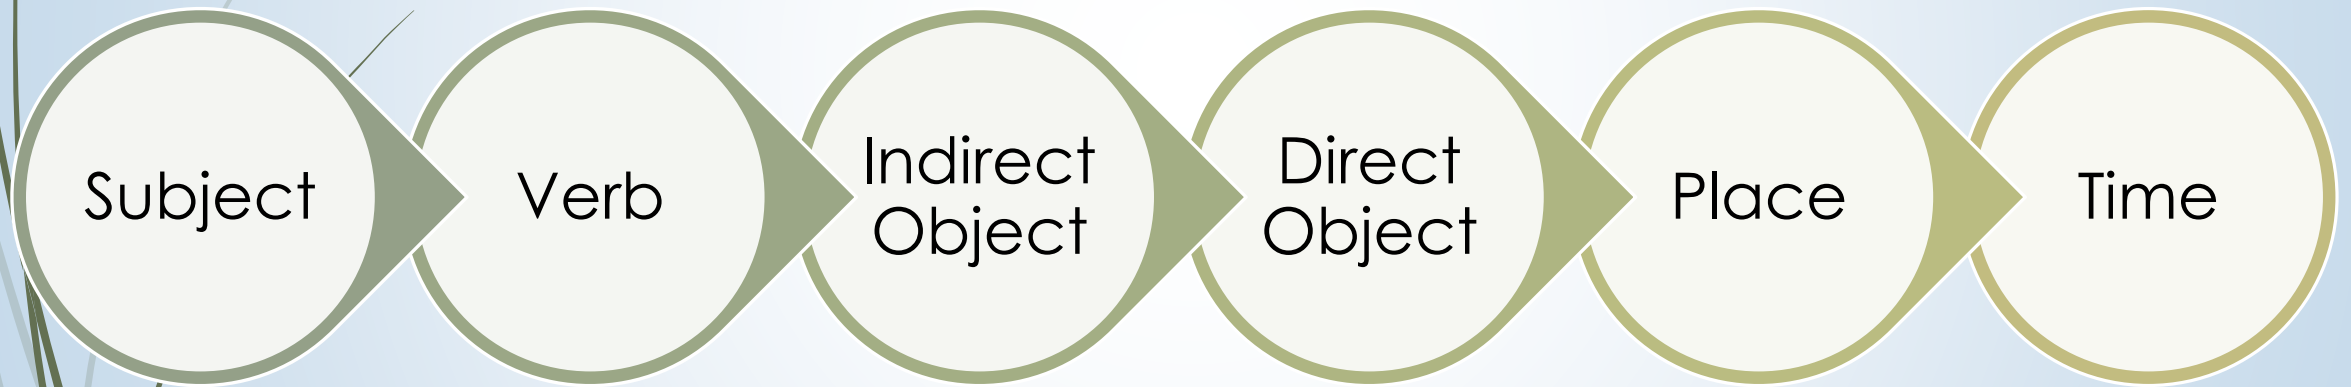 Subject
Verb
Indirect
Object
Direct
Object
Place
Time